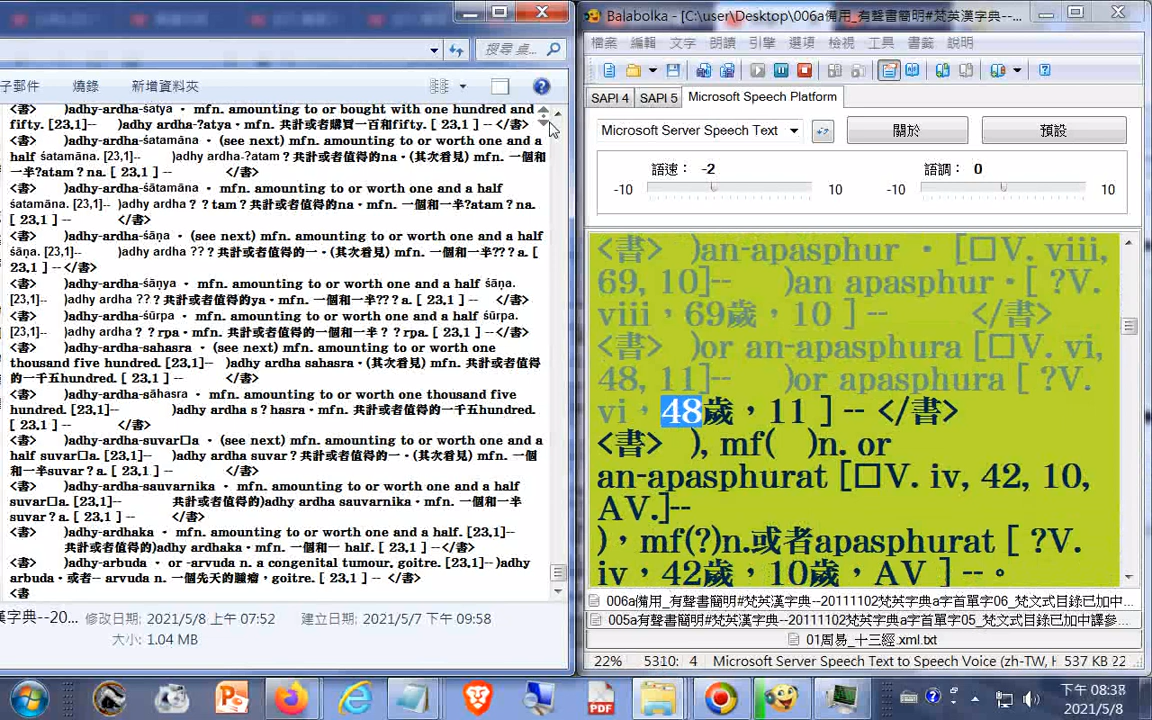 搜尋 桌...
子郵件 燒錄 新增資料夾
<書> )adhy-ardha-śatya‧mfn. amounting to or bought with one hundred and
fifty. [23,1]-- )adhy ardha-?atya‧mfn. 共計或者購買一百和fifty. [ 23,1 ] --</書>
<書> )adhy-ardha-śatamāna‧(see next) mfn. amounting to or worth one and a
half śatamāna. [23,1]-- )adhy ardha-?atam？共計或者值得的na‧(其次看見) mfn. 一個和
一半?atam？na. [ 23,1 ] -- </書>
<書> )adhy-ardha-śātamāna‧mfn. amounting to or worth one and a half
śatamāna. [23,1]-- )adhy ardha？?tam？共計或者值得的na‧mfn. 一個和一半?atam？na.
[ 23,1 ] -- </書>
<書> )adhy-ardha-śāṇa‧(see next) mfn. amounting to or worth one and a half
śāṇa. [23,1]-- )adhy ardha ??？共計或者值得的一‧(其次看見) mfn. 一個和一半???a. [
23,1 ] --</書>
<書> )adhy-ardha-śāṇya‧mfn. amounting to or worth one and a half śāṇa.
[23,1]-- )adhy ardha ??？共計或者值得的ya‧mfn. 一個和一半???a. [ 23,1 ] -- </書>
<書> )adhy-ardha-śūrpa‧mfn. amounting to or worth one and a half śūrpa.
[23,1]-- )adhy ardha？?rpa‧mfn. 共計或者值得的一個和一半？?rpa. [ 23,1 ] -- </書>
<書> )adhy-ardha-sahasra‧(see next) mfn. amounting to or worth one
thousand five hundred. [23,1]-- )adhy ardha sahasra‧(其次看見) mfn. 共計或者值得
的一千五hundred. [ 23,1 ] -- </書>
<書> )adhy-ardha-sāhasra‧mfn. amounting to or worth one thousand five
hundred. [23,1]-- )adhy ardha s？hasra‧mfn. 共計或者值得的一千五hundred.
[ 23,1 ] -- </書>
<書> )adhy-ardha-suvar□a‧(see next) mfn. amounting to or worth one and a
half suvar□a. [23,1]-- )adhy ardha suvar？a‧(其次看見) mfn. 共計或者值得的一個
和一半suvar？a. [ 23,1 ] -- </書>
<書> )adhy-ardha-sauvarnika‧mfn. amounting to or worth one and a half
suvar□a. [23,1]-- 共計或者值得的)adhy ardha sauvarnika‧mfn. 一個和一半
suvar？a. [ 23,1 ] -- </書>
<書> )adhy-ardhaka‧mfn. amounting to or worth one and a half. [23,1]--
共計或者值得的)adhy ardhaka‧mfn. 一個和一 half. [ 23,1 ] --</書>
<書> )adhy-arbuda‧or -arvuda n. a congenital tumour, goitre. [23,1]--)adhy
arbuda‧或者-- arvuda n. 一個先天的腫瘤，goitre. [ 23,1 ] --</書>
<書
漢字典--20... 修改日期: 2021/5/8 上午 07:52 建立日期: 2021/5/7 下午 09:58
大小: 1.04 MB
Balabolka - [C:\user\Desktop\006a備用_有聲書簡明#梵英漢字典--...
檔案 編輯 文字 朗讀 引擎 選項 檢視 工具 書籤 說明
SAPI 4 SAPI 5 Microsoft Speech Platform
Microsoft Server Speech Text 關於 預設
語速: -2 語調: 0
-10 10 -10 10
<書> )an-apasphur‧[□V. viii,
69, 10]-- )an apasphur‧[ ?V.
viii，69歲，10 ] -- </書>
<書> )or an-apasphura [□V. vi,
48, 11]-- )or apasphura [ ?V.
vi，48歲，11 ] -- </書>
<書> ), mf( )n. or
an-apasphurat [□V. iv, 42, 10,
AV.]--
)，mf(?)n.或者apasphurat [ ?V.
iv，42歲，10歲，AV ] --。
006a備用_有聲書簡明#梵英漢字典--20111102梵英字典a字首單字06_梵文式目錄已加中...
005a有聲書簡明#梵英漢字典--20111102梵英字典a字首單字05_梵文式目錄已加中譯參...
01周易_十三經.xml.txt
22% 5310: 4 Microsoft Server Speech Text to Speech Voice (zh-TW, H 537 KB 22
PDF
下午 08:38
2021/5/8